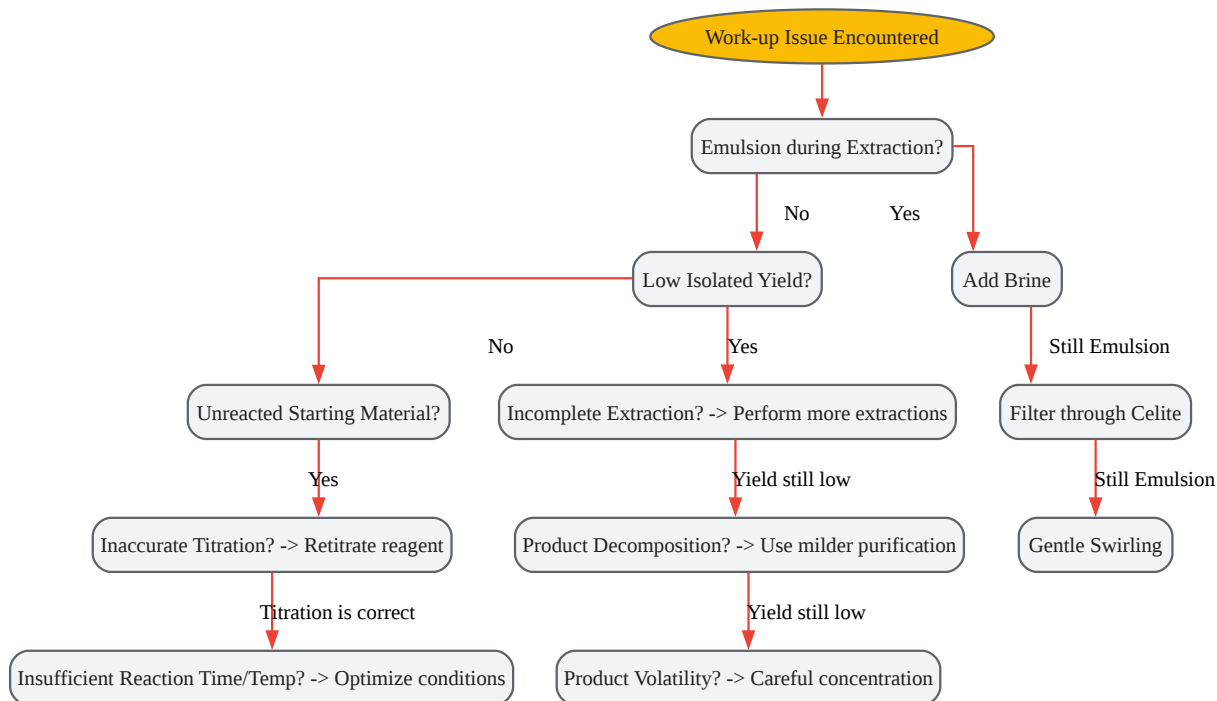 Work-up Issue Encountered
Emulsion during Extraction?
No
Yes
Low Isolated Yield?
Add Brine
No
Yes
Still Emulsion
Unreacted Starting Material?
Incomplete Extraction? -> Perform more extractions
Filter through Celite
Yes
Yield still low
Still Emulsion
Inaccurate Titration? -> Retitrate reagent
Product Decomposition? -> Use milder purification
Gentle Swirling
Titration is correct
Yield still low
Insufficient Reaction Time/Temp? -> Optimize conditions
Product Volatility? -> Careful concentration